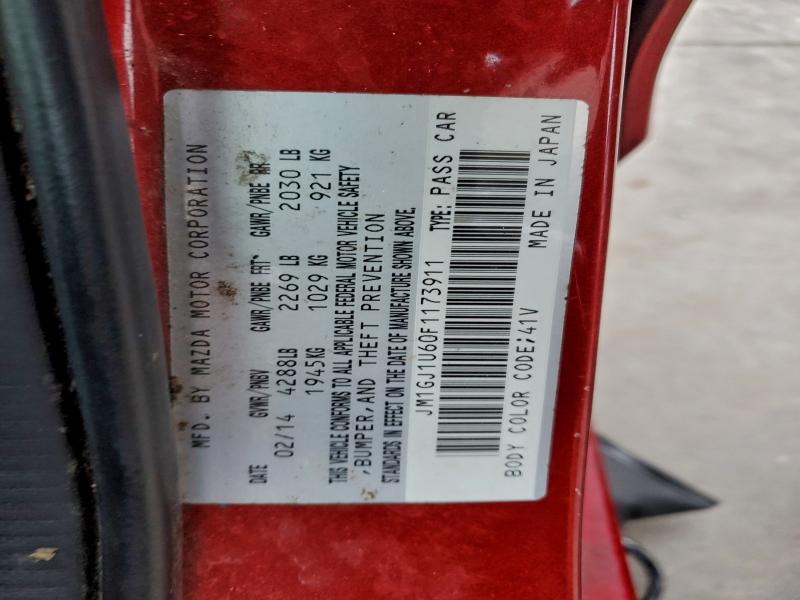 MFD. BY MAZDA MOTOR CORPORATION
DATE GVWR/PNBV GAWR/PNBE FRT* GAWR/PNBE RR
02/14 4288LB 2269 LB 2030 LB
1945KG 1029 KG 921 KG
THIS VEHICLE CONFORMS TO ALL APPLICABLE FEDERAL MOTOR VEHICLE SAFETY
,BUMPER,AND THEFT PREVENTION
STANDARDS IN EFFECT ON THE DATE OF MANUFACTURE SHOWN ABOVE.
JM1GJ1U60F1173911 TYPE: PASS CAR
BODY COLOR CODE;41V MADE IN JAPAN